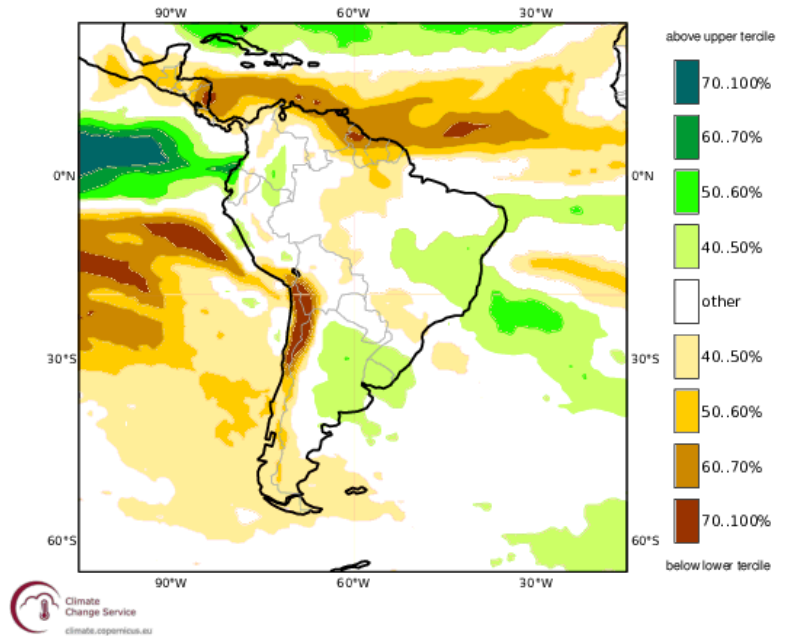 90°W 60°W 30°W
above upper tercile
70..100%
60..70%
50..60%
40..50%
other
40..50%
50..60%
60..70%
70..100%
below lower tercile
0°N 0°N
30°S 30°S
60°S 60°S
90°W 60°W 30°W
Climate
Change Service
climate.copernicus.eu